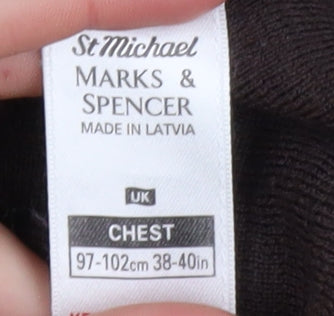 St Michael
MARKS &
SPENCER
MADE IN LATVIA
UK
CHEST
97-102cm 38-40in